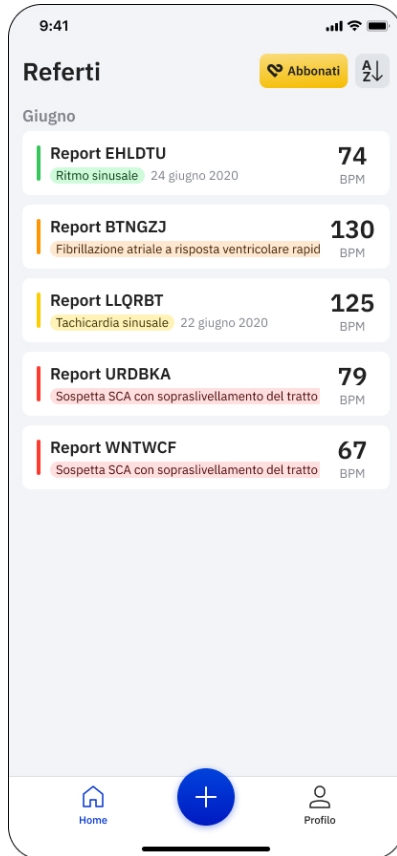 9:41
Referti
Abbonati
AZ
Giugno
Report EHLDTU
74
Ritmo sinusale 24 giugno 2020
BPM
Report BTNGZJ
130
Fibrillazione atriale a risposta ventricolare rapid
BPM
Report LLQRBT
125
Tachicardia sinusale 22 giugno 2020
BPM
Report URDBKA
79
Sospetta SCA con sopraslivellamento del tratto
BPM
Report WNTWCF
67
Sospetta SCA con sopraslivellamento del tratto
BPM
Home
Profilo